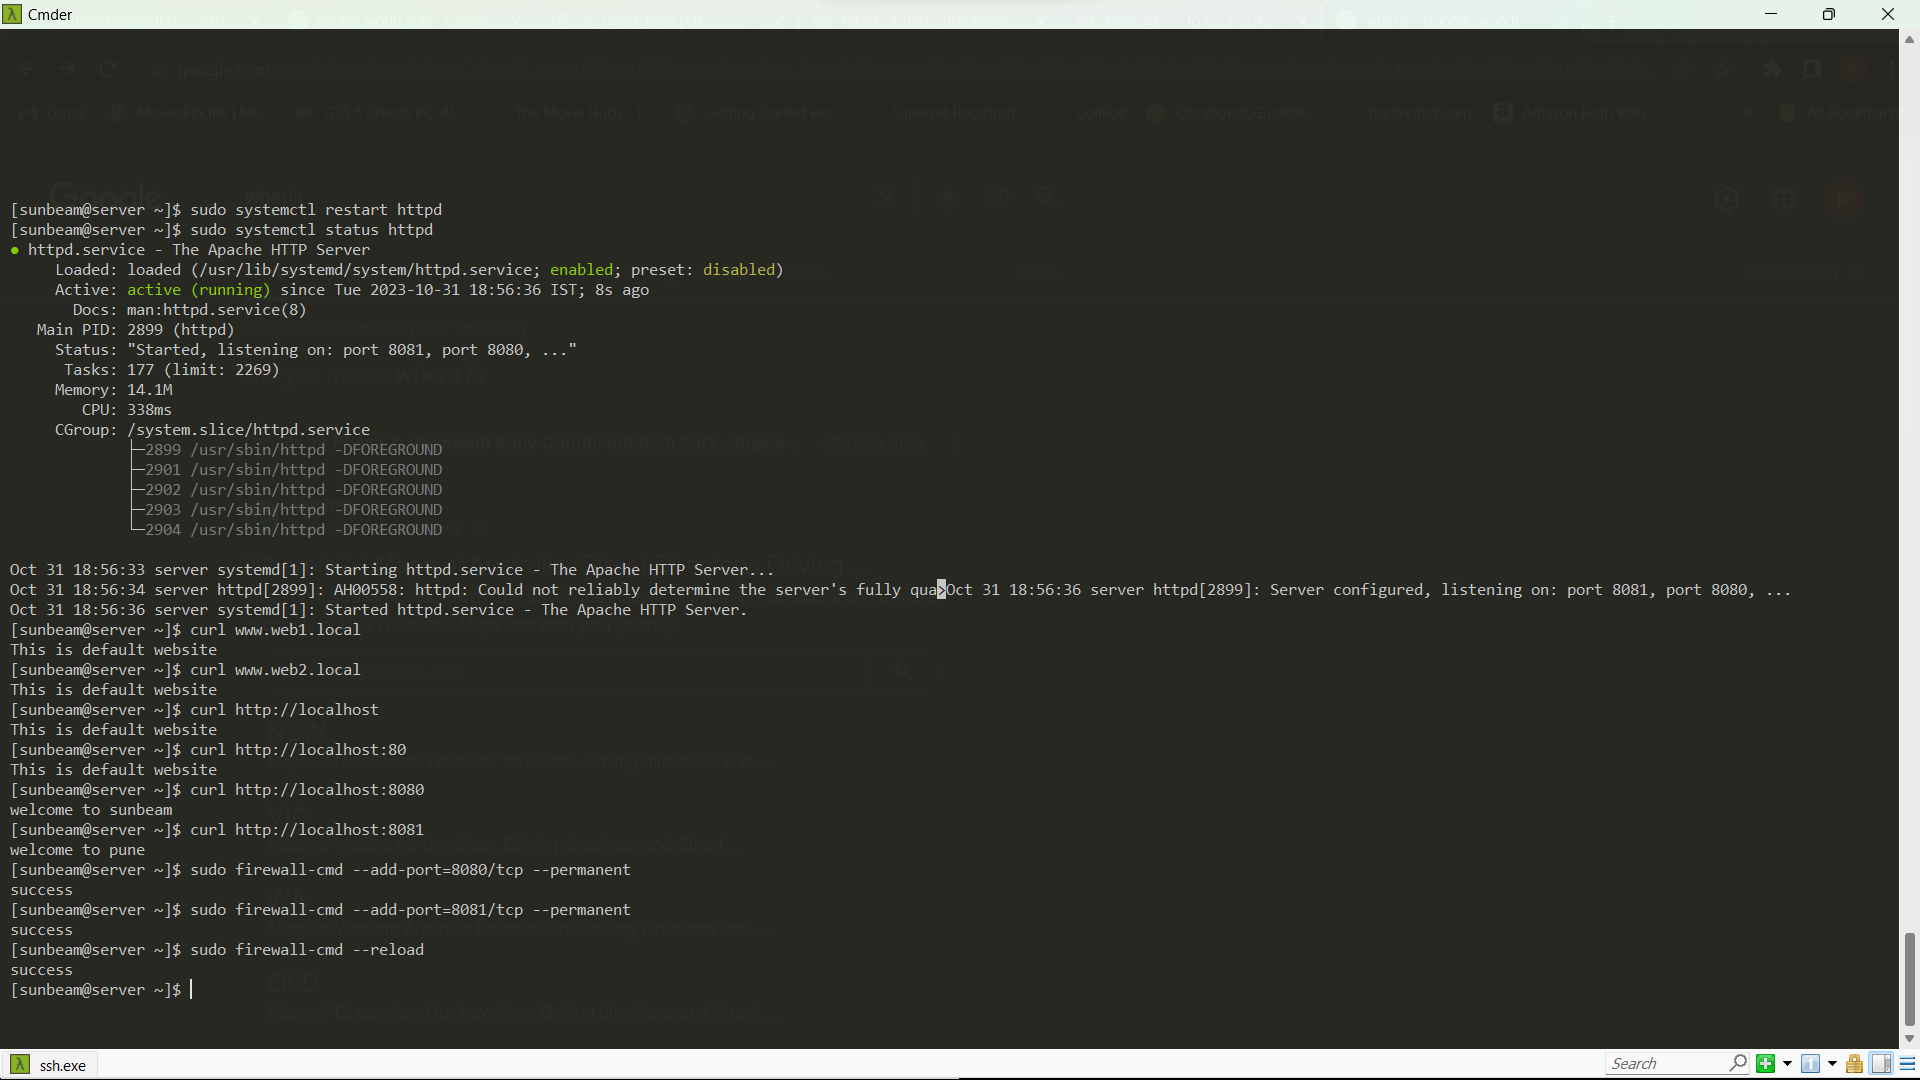 Cmder
[sunbeam@server ~]$ sudo systemctl restart httpd
[sunbeam@server ~]$ sudo systemctl status httpd
● httpd.service - The Apache HTTP Server
Loaded: loaded (/usr/lib/systemd/system/httpd.service; enabled; preset: disabled)
Active: active (running) since Tue 2023-10-31 18:56:36 IST; 8s ago
Docs: man:httpd.service(8)
Main PID: 2899 (httpd)
Status: "Started, listening on: port 8081, port 8080, ..."
Tasks: 177 (limit: 2269)
Memory: 14.1M
CPU: 338ms
CGroup: /system.slice/httpd.service
├─2899 /usr/sbin/httpd -DFOREGROUND
├─2901 /usr/sbin/httpd -DFOREGROUND
├─2902 /usr/sbin/httpd -DFOREGROUND
├─2903 /usr/sbin/httpd -DFOREGROUND
└─2904 /usr/sbin/httpd -DFOREGROUND
Oct 31 18:56:33 server systemd[1]: Starting httpd.service - The Apache HTTP Server...
Oct 31 18:56:34 server httpd[2899]: AH00558: httpd: Could not reliably determine the server's fully qua>Oct 31 18:56:36 server httpd[2899]: Server configured, listening on: port 8081, port 8080, ...
Oct 31 18:56:36 server systemd[1]: Started httpd.service - The Apache HTTP Server.
[sunbeam@server ~]$ curl www.web1.local
This is default website
[sunbeam@server ~]$ curl www.web2.local
This is default website
[sunbeam@server ~]$ curl http://localhost
This is default website
[sunbeam@server ~]$ curl http://localhost:80
This is default website
[sunbeam@server ~]$ curl http://localhost:8080
welcome to sunbeam
[sunbeam@server ~]$ curl http://localhost:8081
welcome to pune
[sunbeam@server ~]$ sudo firewall-cmd --add-port=8080/tcp --permanent
success
[sunbeam@server ~]$ sudo firewall-cmd --add-port=8081/tcp --permanent
success
[sunbeam@server ~]$ sudo firewall-cmd --reload
success
[sunbeam@server ~]$
ssh.exe
Search